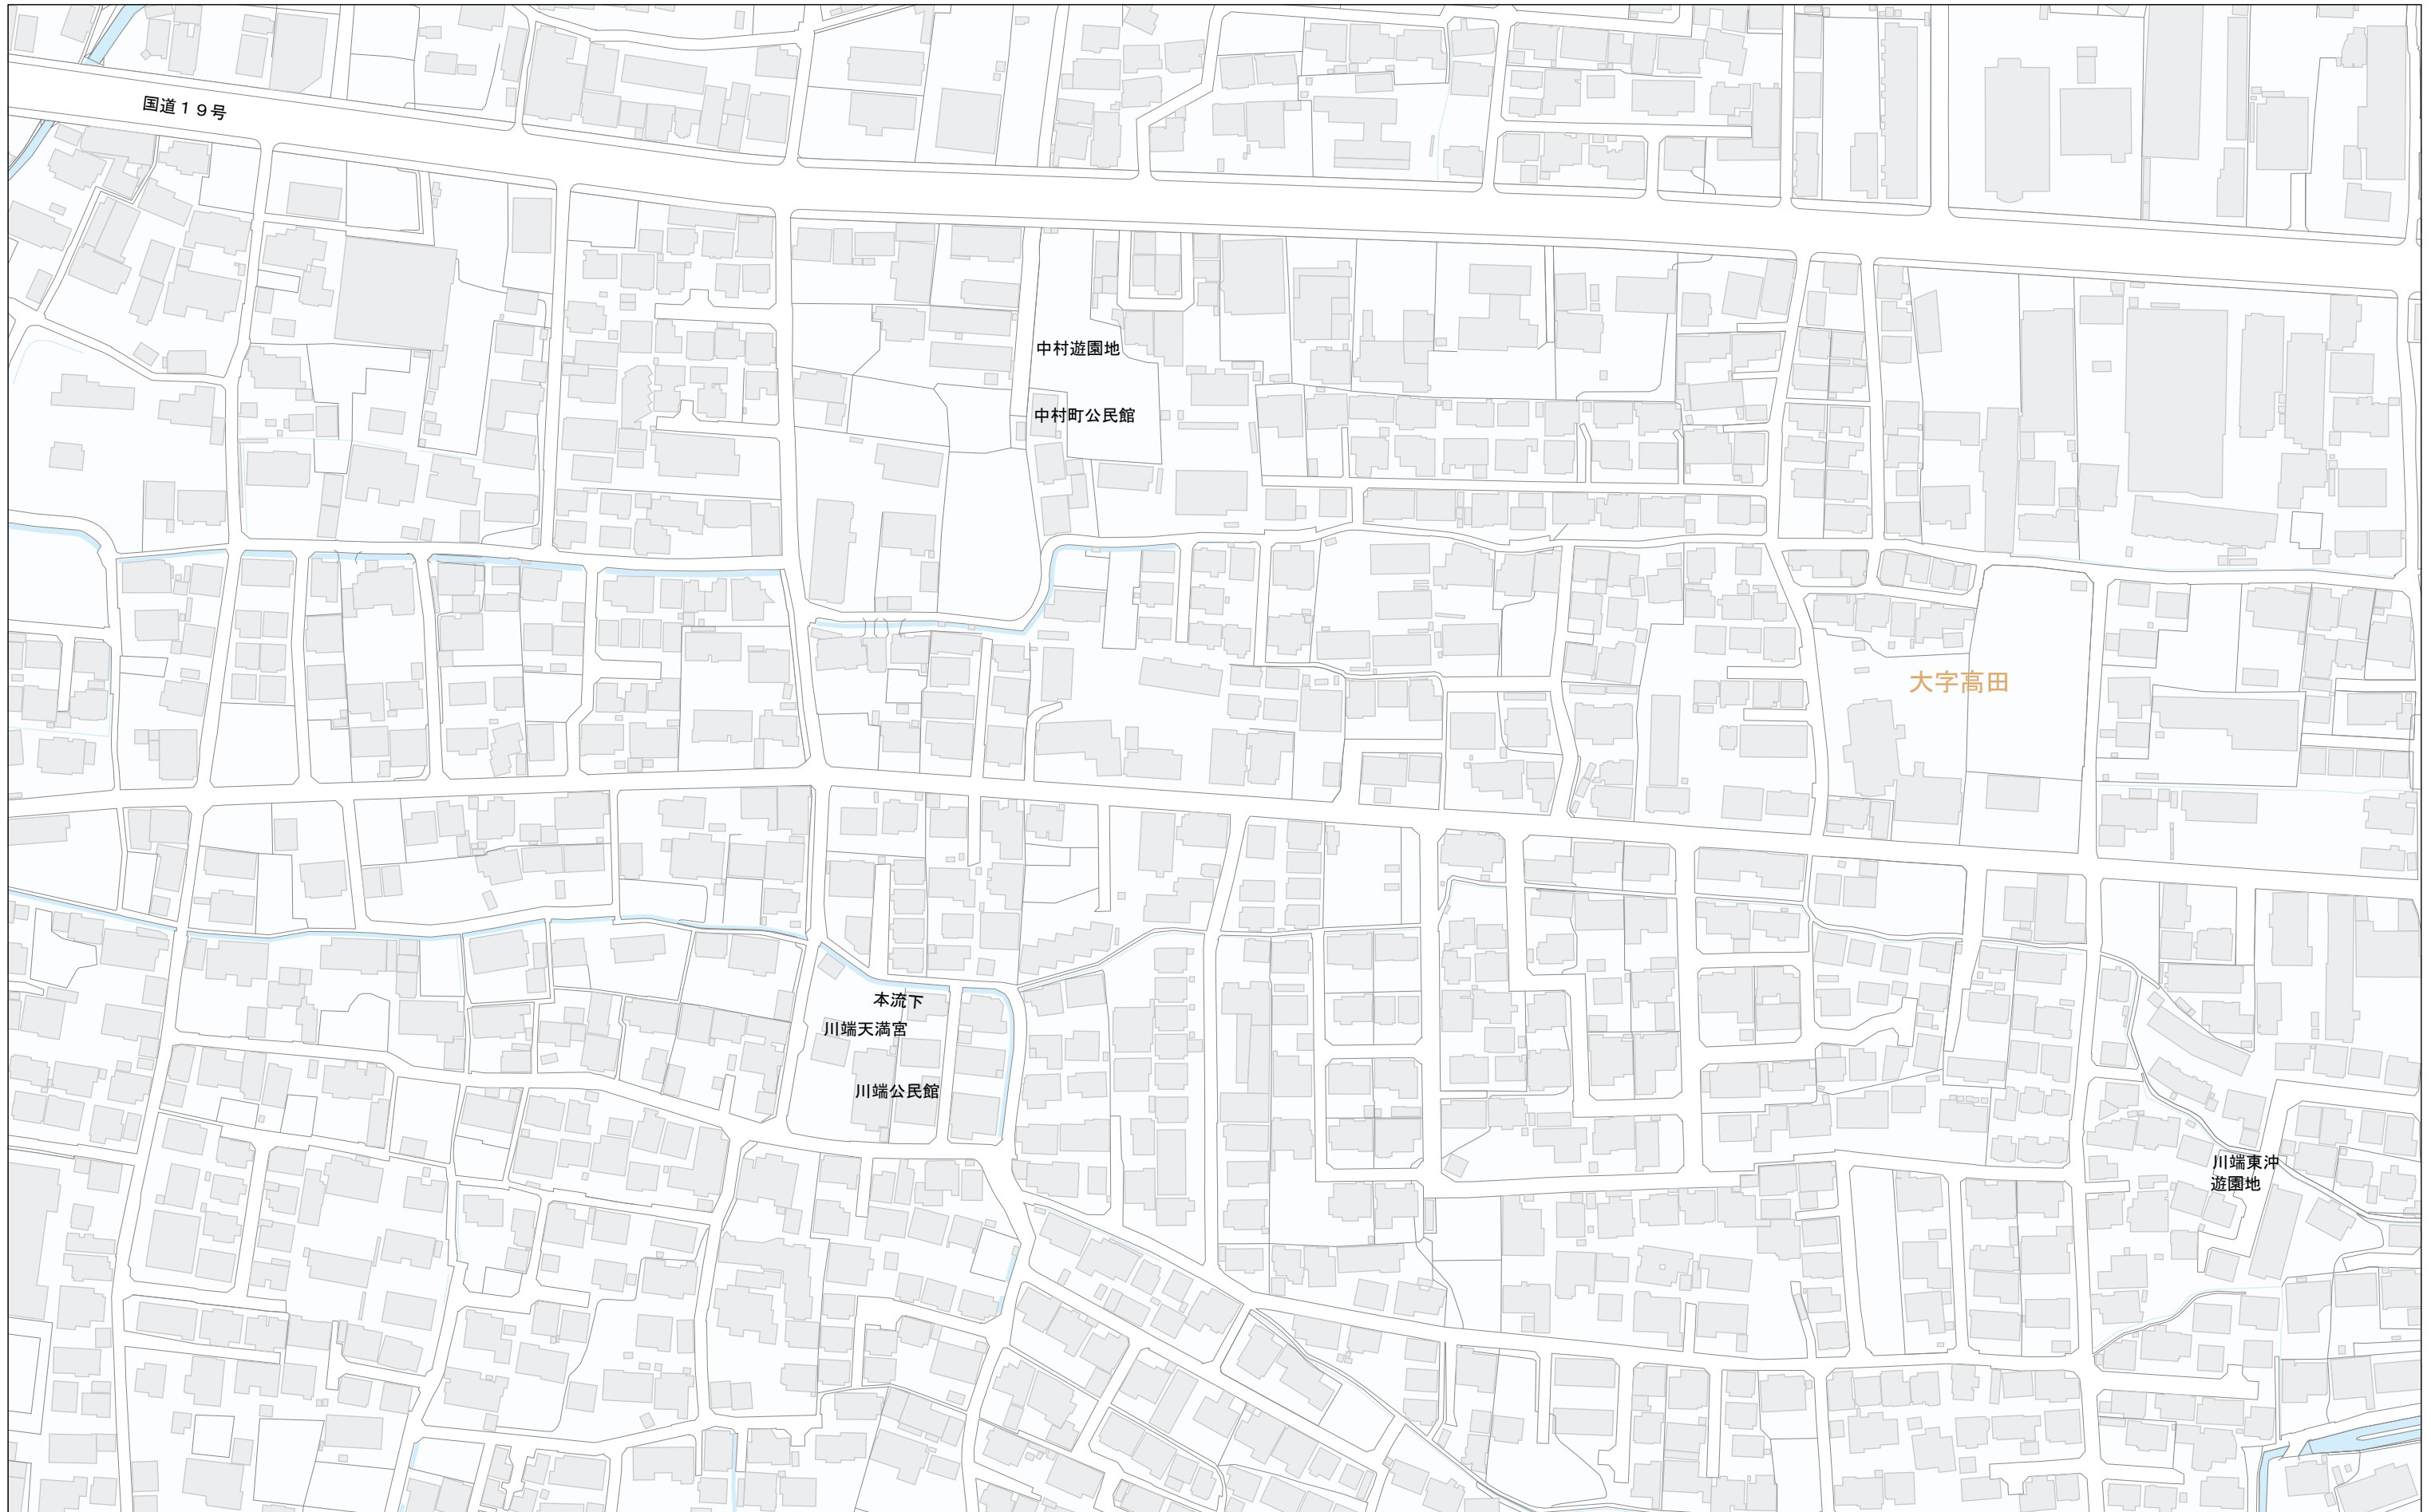 国道１９号
中村遊園地
中村町公民館
大字高田
本流下
川端天満宮
川端公民館
川端東沖
遊園地